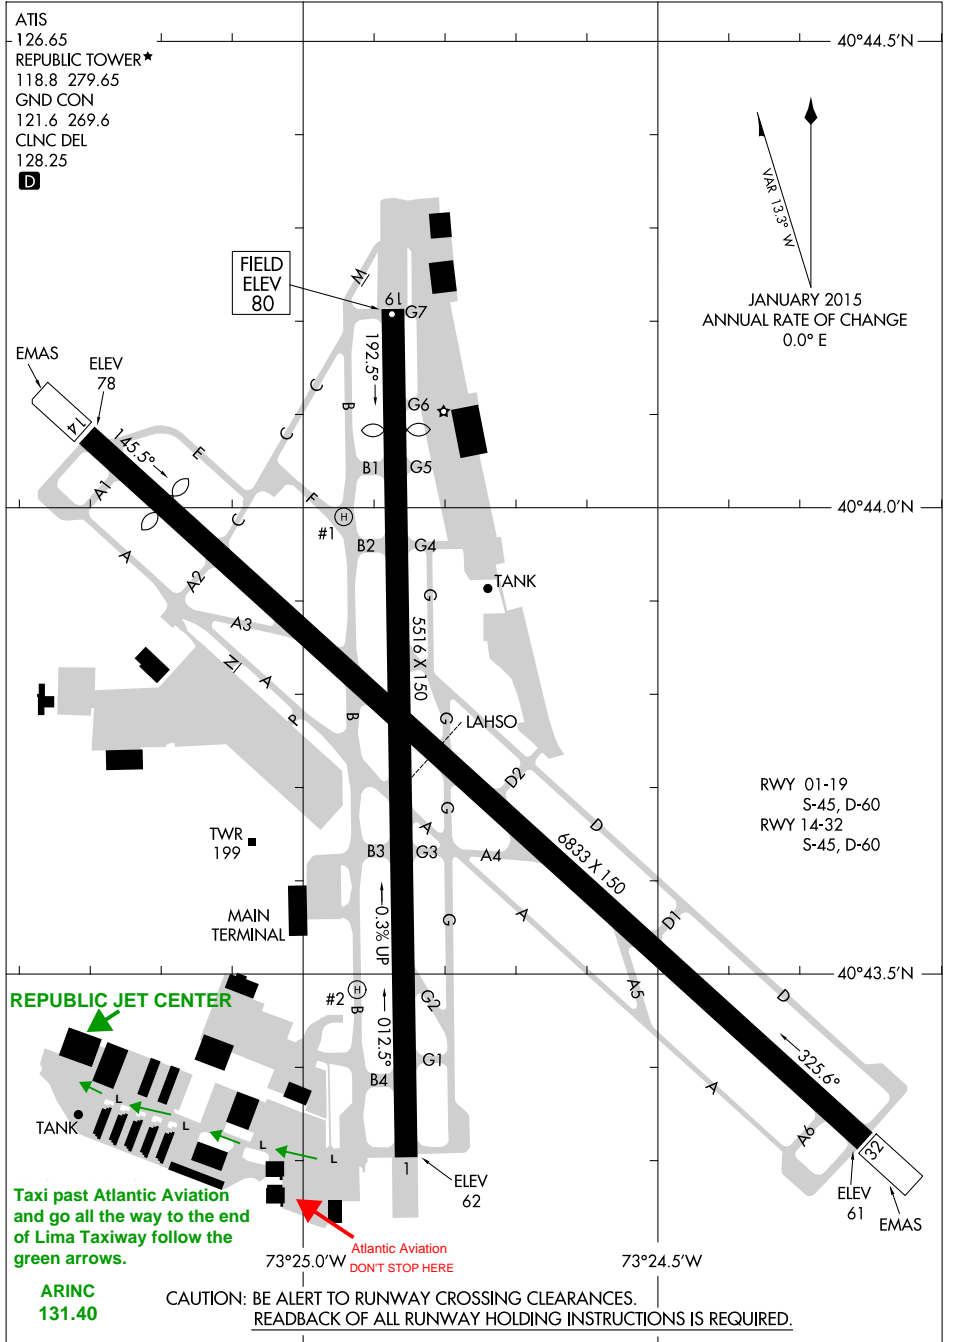 ATIS
126.65
REPUBLIC TOWER★
118.8 279.65
GND CON
121.6 269.6
CLNC DEL
128.25
D
40°44.5'N
VAR 13.3° W
JANUARY 2015
ANNUAL RATE OF CHANGE
0.0° E
FIELD
ELEV
80
M
19
G7
192.5°
EMAS
ELEV
78
14
145.5°
C
B
G6
C
E
B1
G5
A1
F
C
H
#1
40°44.0'N
B2
G4
A
A2
TANK
G
A3
5516 X 150
N
A
P
B
G
LAHSO
D2
RWY 01-19
S-45, D-60
RWY 14-32
S-45, D-60
G
A
D
TWR
199
B3
G3
A4
6833 X 150
MAIN
TERMINAL
0.3% UP
G
A
D1
40°43.5'N
REPUBLIC JET CENTER
#2
H
B
G2
A5
D
012.5°
G1
325.6°
B4
A
L
TANK
L
L
L
A6
32
1
ELEV
62
ELEV
61
EMAS
Taxi past Atlantic Aviation
and go all the way to the end
of Lima Taxiway follow the
green arrows.
Atlantic Aviation
DON'T STOP HERE
73°25.0'W
73°24.5'W
ARINC
131.40
CAUTION: BE ALERT TO RUNWAY CROSSING CLEARANCES.
READBACK OF ALL RUNWAY HOLDING INSTRUCTIONS IS REQUIRED.